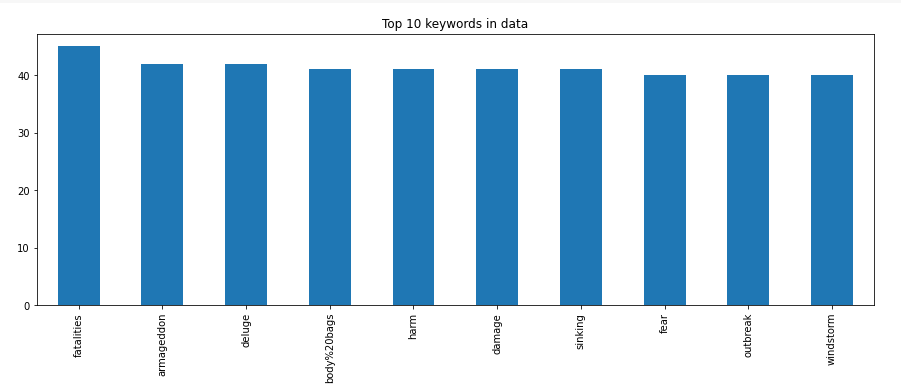 Top 10 keywords in data
40
30
20
10
0
fatalities
armageddon
deluge
body%20bags
harm
damage
sinking
fear
outbreak
windstorm